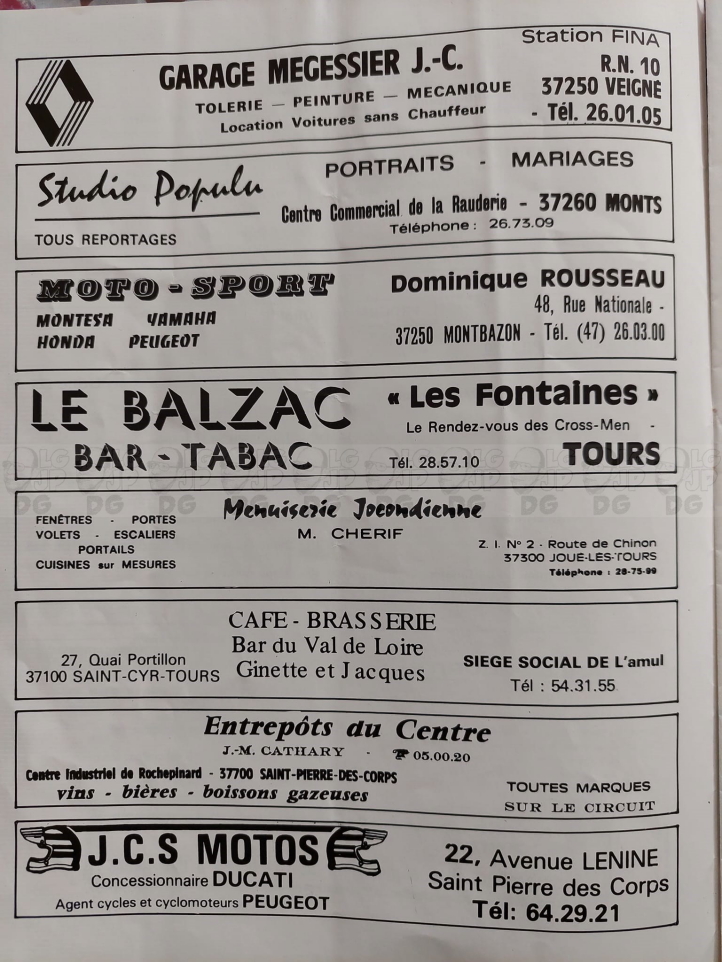 Station FINA
GARAGE MEGESSIER J.-C.
R.N. 10
TOLERIE — PEINTURE — MECANIQUE
37250 VEIGNÉ
Location Voitures sans Chauffeur
- Tél. 26.01.05
Studio Populu
PORTRAITS - MARIAGES
Centre Commercial de la Rauderie - 37260 MONTS
Téléphone : 26.73.09
TOUS REPORTAGES
MOTO - SPORT
Dominique ROUSSEAU
MONTESA YAMAHA
48, Rue Nationale -
HONDA PEUGEOT
37250 MONTBAZON - Tél. (47) 26.03.00
LE BALZAC
« Les Fontaines »
Le Rendez-vous des Cross-Men -
BAR - TABAC
Tél. 28.57.10
TOURS
LG JP DG
Menuiserie Jocondienne
M. CHERIF
FENÊTRES - PORTES
VOLETS - ESCALIERS
PORTAILS
CUISINES sur MESURES
Z. I. N° 2 - Route de Chinon
37300 JOUE-LES-TOURS
Téléphone : 28-75-99
CAFE - BRASSERIE
Bar du Val de Loire
Ginette et Jacques
27, Quai Portillon
37100 SAINT-CYR-TOURS
SIEGE SOCIAL DE L'amul
Tél : 54.31.55
Entrepôts du Centre
J.-M. CATHARY - ☎ 05.00.20
Centre Industriel de Rochepinard - 37700 SAINT-PIERRE-DES-CORPS
vins - bières - boissons gazeuses
TOUTES MARQUES
SUR LE CIRCUIT
J.C.S MOTOS
Concessionnaire DUCATI
Agent cycles et cyclomoteurs PEUGEOT
22, Avenue LENINE
Saint Pierre des Corps
Tél: 64.29.21